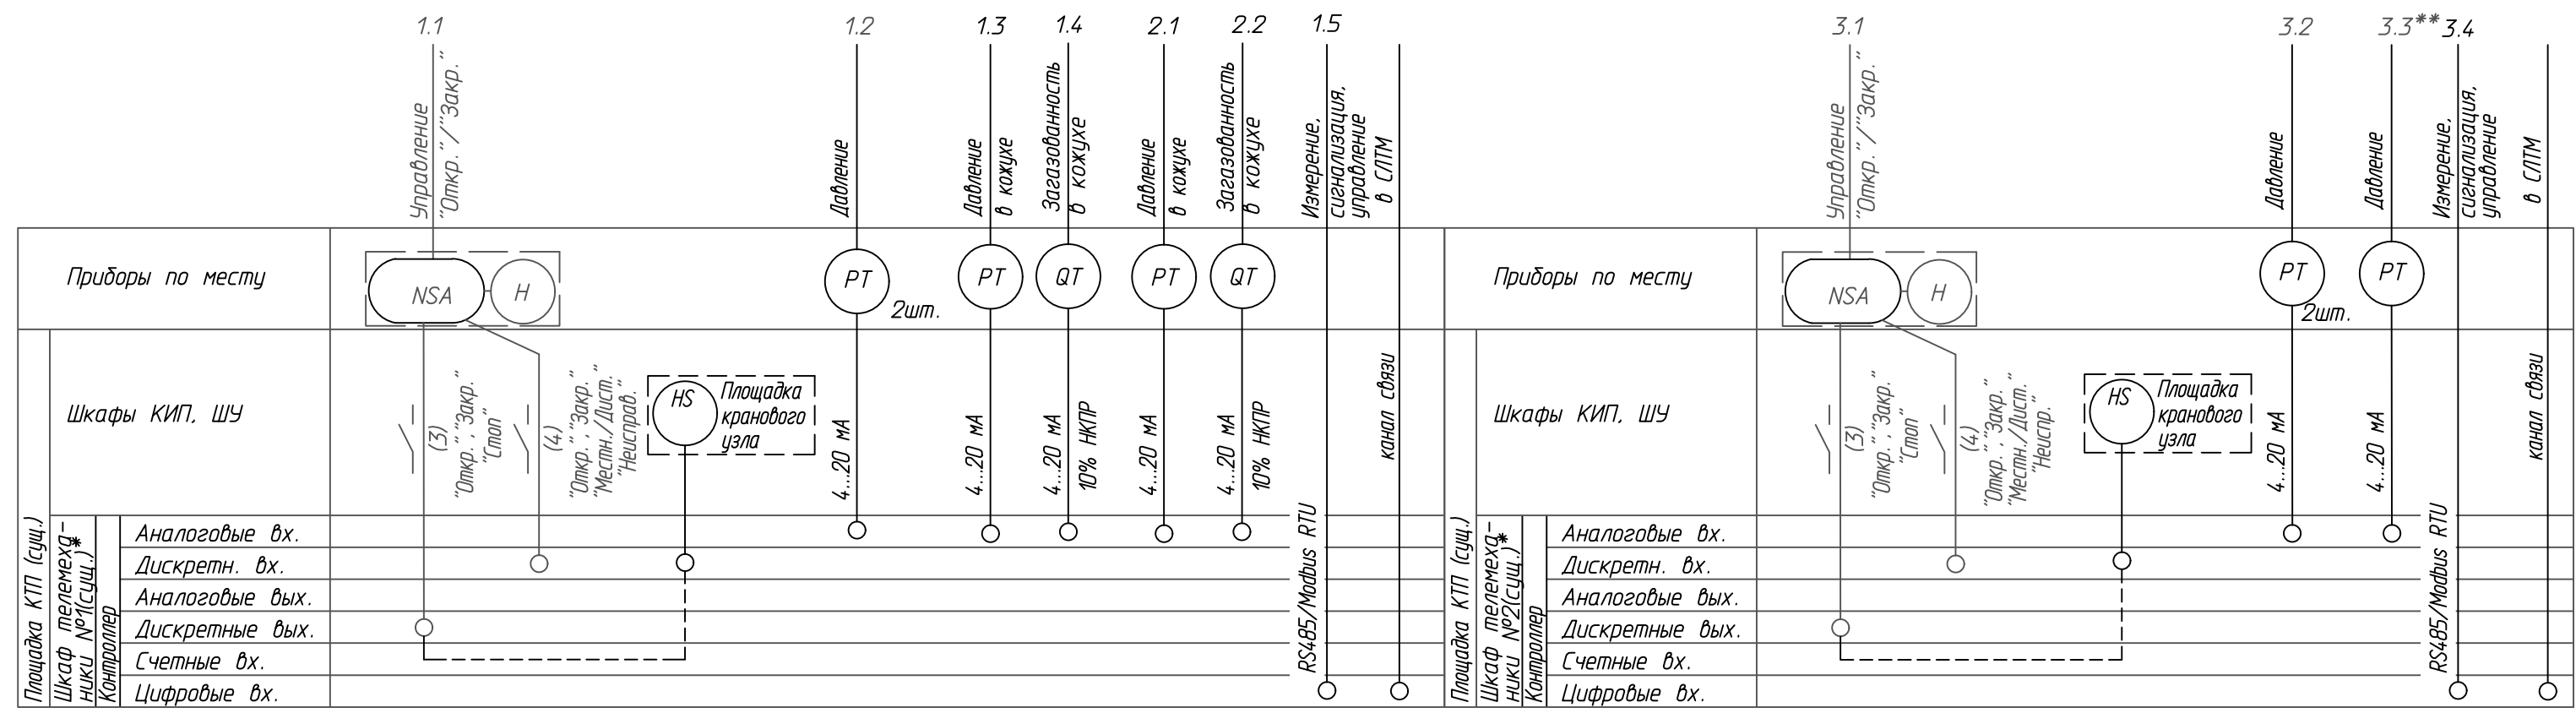 1.1
1.2
1.3
1.4
2.1
2.2
1.5
3.1
3.2
3.3**
3.4
Управление
"Откр."/"Закр."
Давление
Давление
в кожухе
Загазованность
в кожухе
Давление
в кожухе
Загазованность
в кожухе
Измерение,
сигнализация,
управление
в СЛТМ
Управление
"Откр."/"Закр."
Давление
Давление
Измерение,
сигнализация,
управление
в СЛТМ
Приборы по месту
NSA
H
PT
2шт.
PT
QT
PT
QT
Приборы по месту
NSA
H
PT
2шт.
PT
Шкафы КИП, ШУ
(3)
"Откр.","Закр."
"Стоп"
(4)
"Откр.","Закр."
"Местн./Дист."
"Неисправ."
HS
Площадка
кранового
узла
4...20 мА
4...20 мА
4...20 мА
10% НКПР
4...20 мА
4...20 мА
10% НКПР
RS485/Modbus RTU
канал связи
Шкафы КИП, ШУ
(3)
"Откр.","Закр."
"Стоп"
(4)
"Откр.","Закр."
"Местн./Дист."
"Неиспр."
HS
Площадка
кранового
узла
4...20 мА
4...20 мА
RS485/Modbus RTU
канал связи
Площадка КТП (сущ.)
Шкаф телемеха-
ники №1(сущ.)*
Контроллер
Аналоговые вх.
Дискретн. вх.
Аналоговые вых.
Дискретные вых.
Счетные вх.
Цифровые вх.
Площадка КТП (сущ.)
Шкаф телемеха-
ники №2(сущ.)*
Контроллер
Аналоговые вх.
Дискретн. вх.
Аналоговые вых.
Дискретные вых.
Счетные вх.
Цифровые вх.